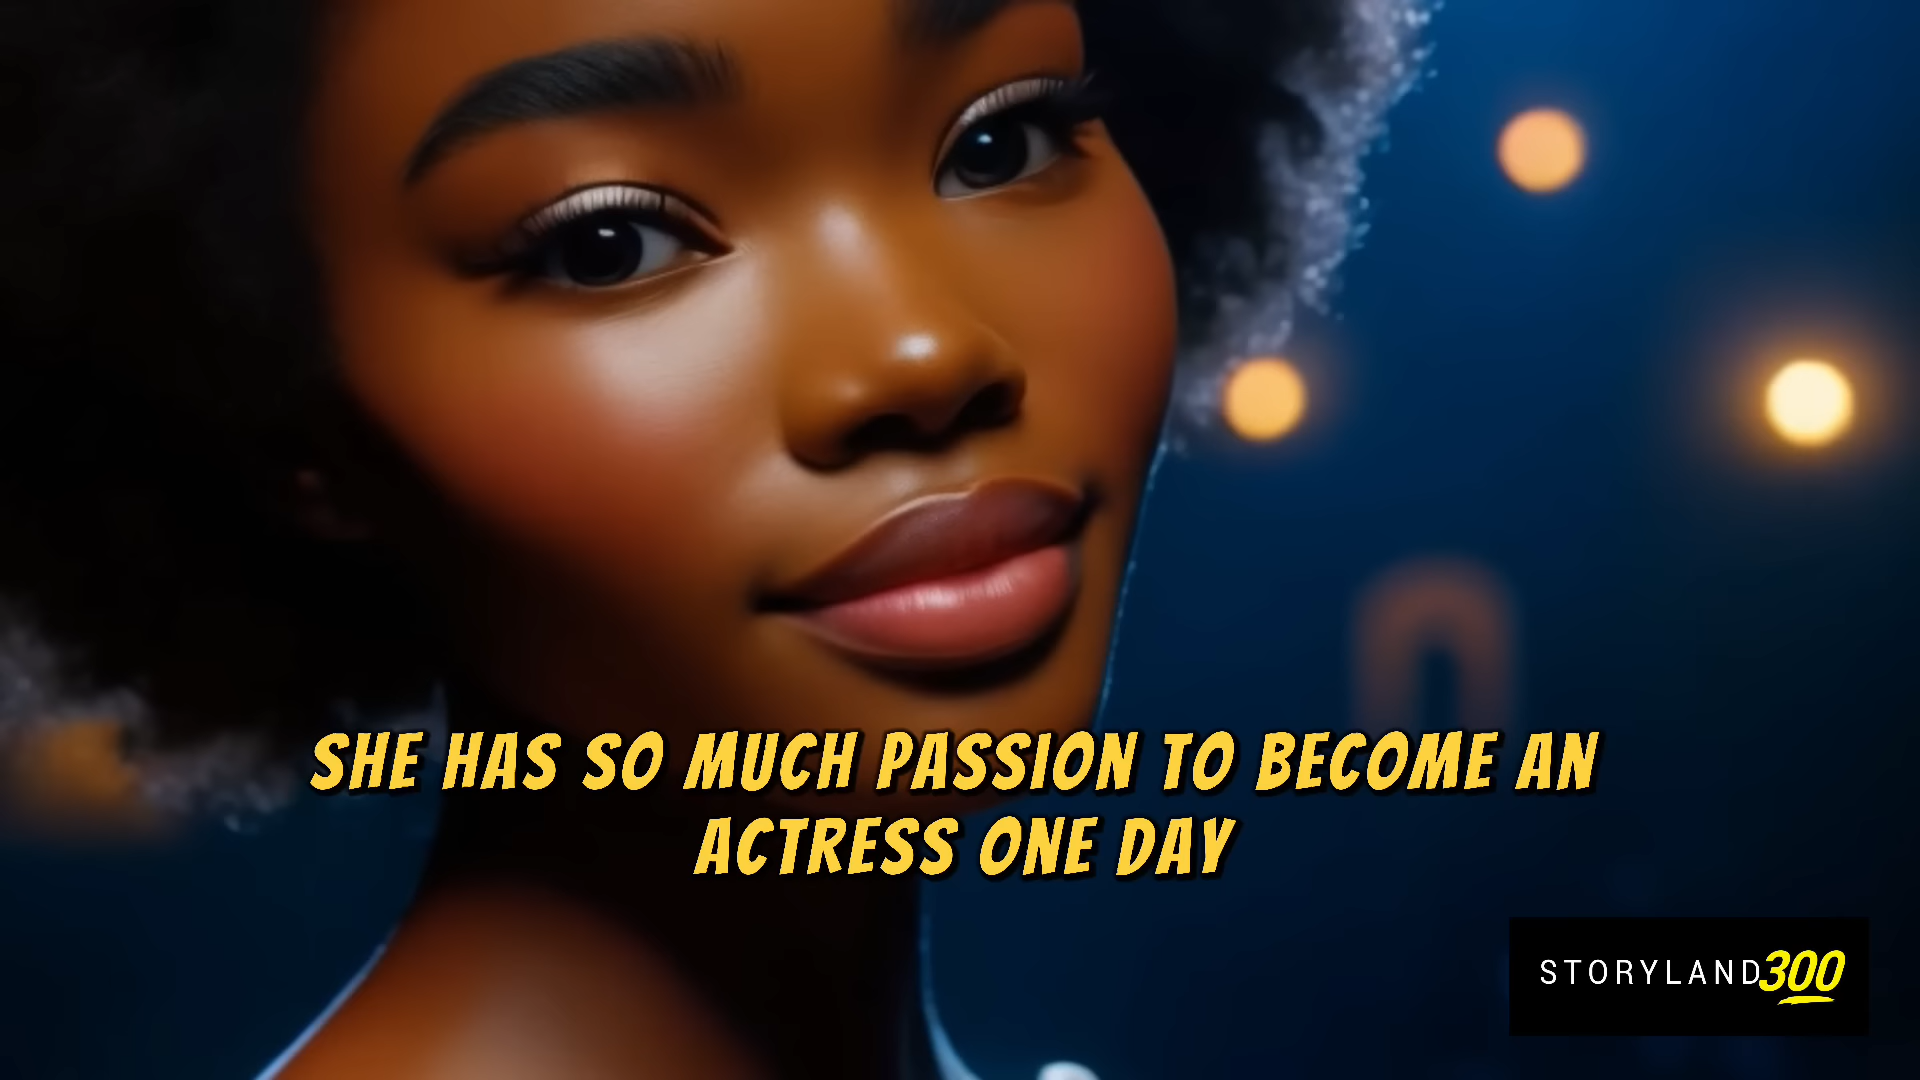 SHE HAS SO MUCH PASSION TO BECOME AN
ACTRESS ONE DAY
STORYLAND300